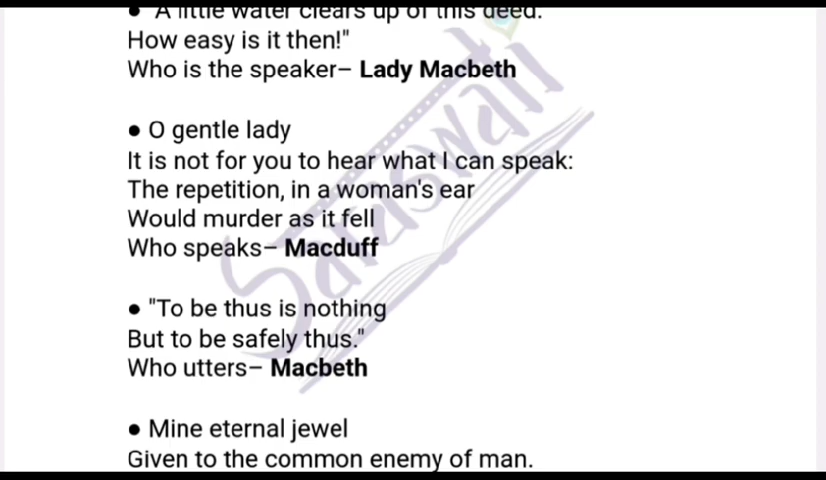 ● "A little water clears up of this deed.
How easy is it then!"
Who is the speaker– Lady Macbeth
● O gentle lady
It is not for you to hear what I can speak:
The repetition, in a woman's ear
Would murder as it fell
Who speaks– Macduff
● "To be thus is nothing
But to be safely thus."
Who utters– Macbeth
● Mine eternal jewel
Given to the common enemy of man.
Saraswati